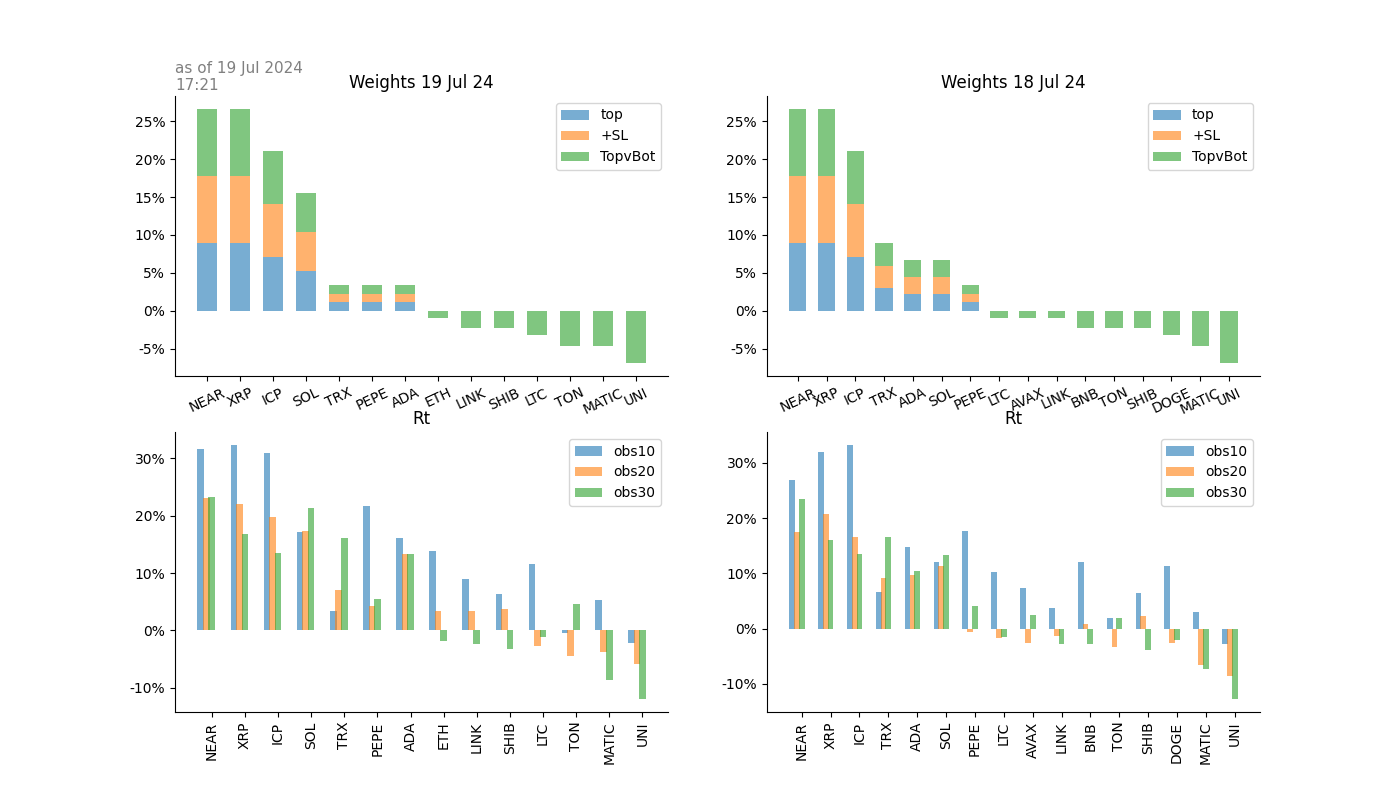 as of 19 Jul 2024
17:21
Weights 19 Jul 24
25%
20%
15%
10%
5%
0%
-5%
top
+SL
TopvBot
NEAR XRP ICP SOL TRX PEPE ADA ETH LINK SHIB LTC TON MATIC UNI
Weights 18 Jul 24
25%
20%
15%
10%
5%
0%
-5%
top
+SL
TopvBot
NEAR XRP ICP TRX ADA SOL PEPE LTC AVAX LINK BNB TON SHIB DOGE MATIC UNI
Rt
30%
20%
10%
0%
-10%
obs10
obs20
obs30
NEAR XRP ICP SOL TRX PEPE ADA ETH LINK SHIB LTC TON MATIC UNI
Rt
30%
20%
10%
0%
-10%
obs10
obs20
obs30
NEAR XRP ICP TRX ADA SOL PEPE LTC AVAX LINK BNB TON SHIB DOGE MATIC UNI